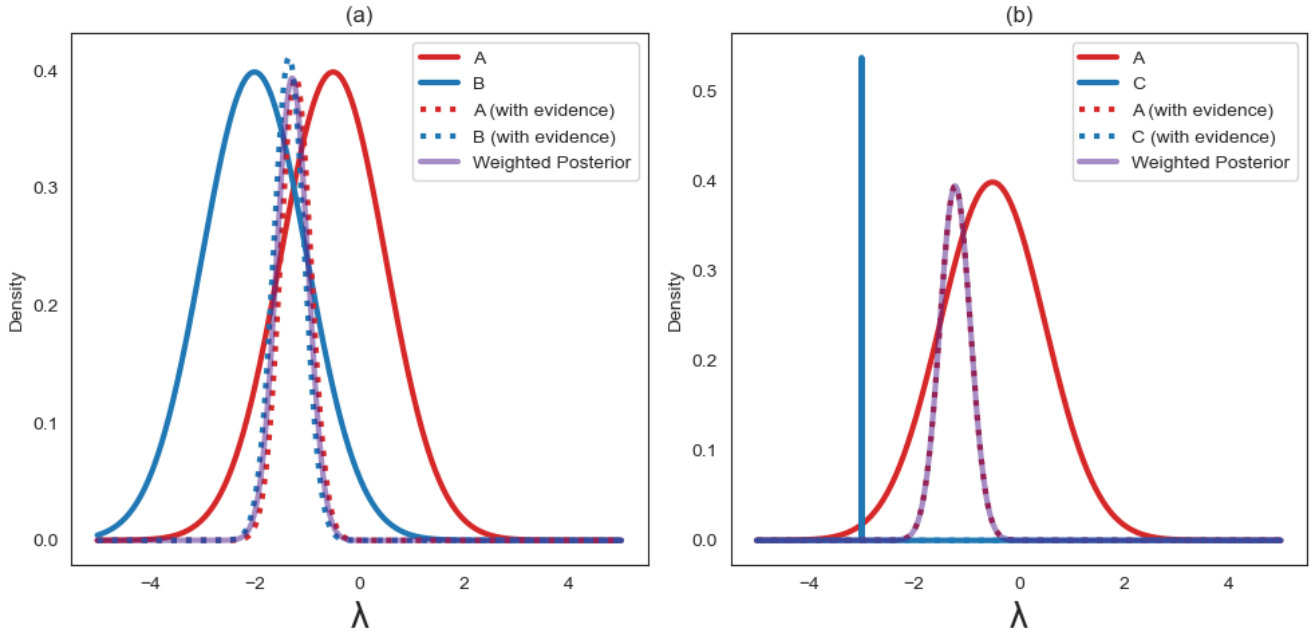 (a)
A
B
A (with evidence)
B (with evidence)
Weighted Posterior
Density
0.4
0.3
0.2
0.1
0.0
−4
−2
0
2
4
λ
(b)
A
C
A (with evidence)
C (with evidence)
Weighted Posterior
Density
0.5
0.4
0.3
0.2
0.1
0.0
−4
−2
0
2
4
λ